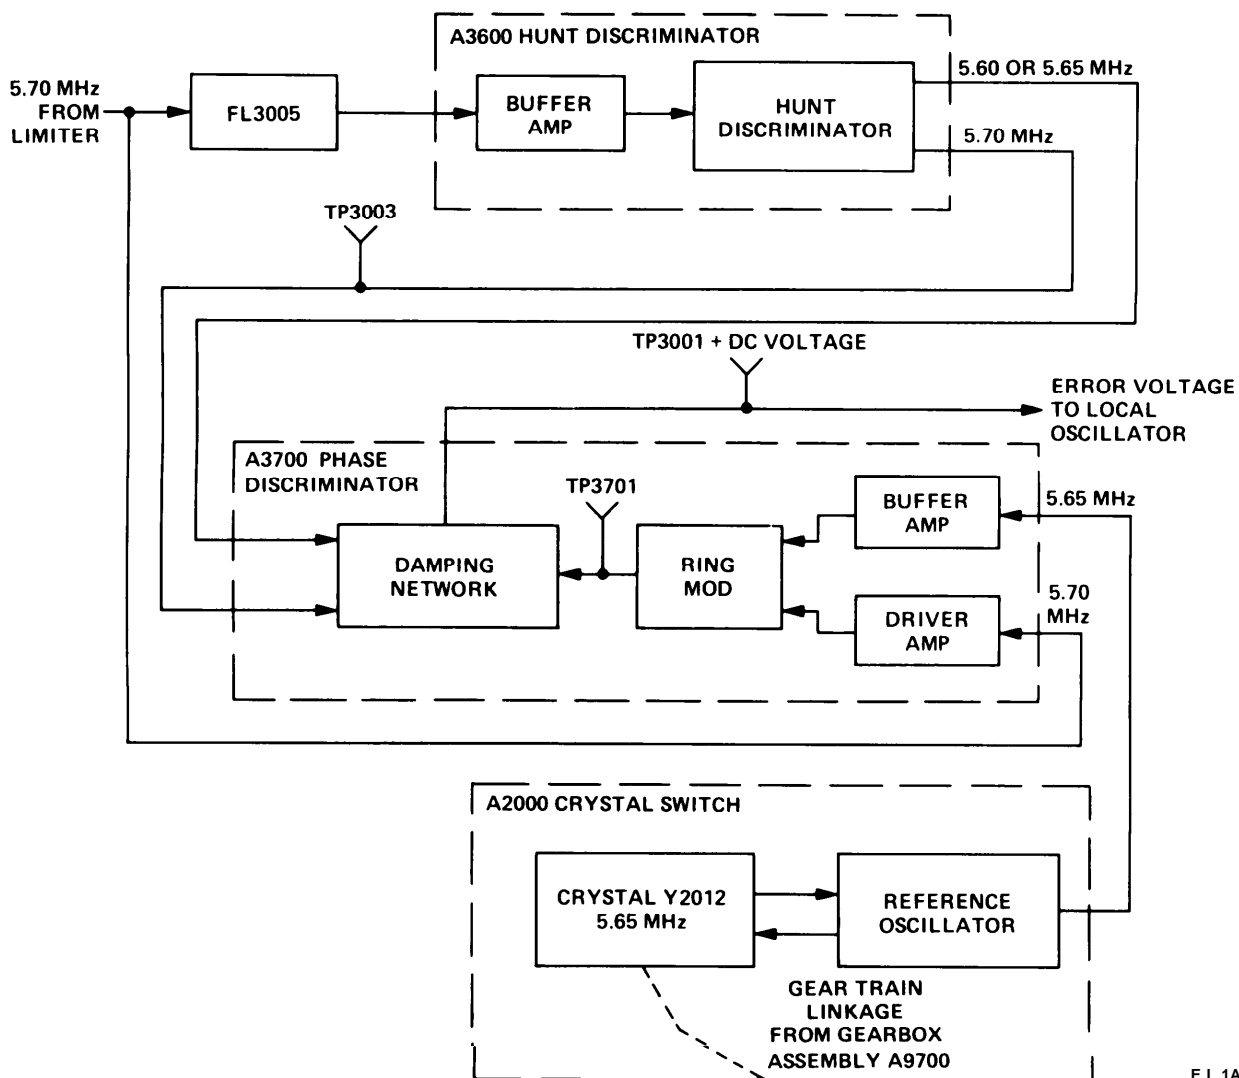 A3600 HUNT DISCRIMINATOR
5.70 MHz
FROM
LIMITER
FL3005
BUFFER
AMP
HUNT
DISCRIMINATOR
5.60 OR 5.65 MHz
5.70 MHz
TP3003
TP3001 + DC VOLTAGE
ERROR VOLTAGE
TO LOCAL
OSCILLATOR
A3700 PHASE
DISCRIMINATOR
TP3701
DAMPING
NETWORK
RING
MOD
BUFFER
AMP
5.65 MHz
DRIVER
AMP
5.70
MHz
A2000 CRYSTAL SWITCH
CRYSTAL Y2012
5.65 MHz
REFERENCE
OSCILLATOR
GEAR TRAIN
LINKAGE
FROM GEARBOX
ASSEMBLY A9700